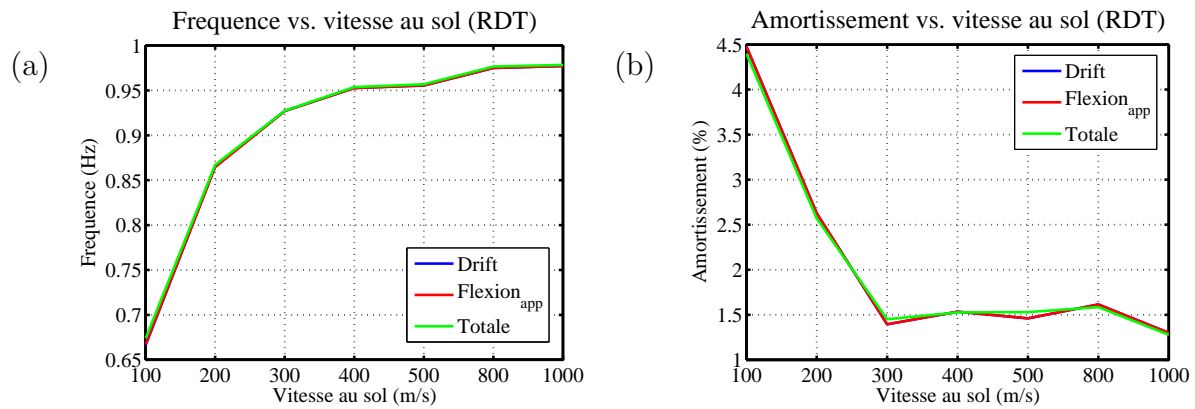 (a)
Frequence vs. vitesse au sol (RDT)
Frequence (Hz)
1
0.95
0.9
0.85
0.8
0.75
0.7
0.65
100 200 300 400 500 800 1000
Vitesse au sol (m/s)
Drift
Flexion_app
Totale
(b)
Amortissement vs. vitesse au sol (RDT)
Amortissement (%)
4.5
4
3.5
3
2.5
2
1.5
1
100 200 300 400 500 800 1000
Vitesse au sol (m/s)
Drift
Flexion_app
Totale